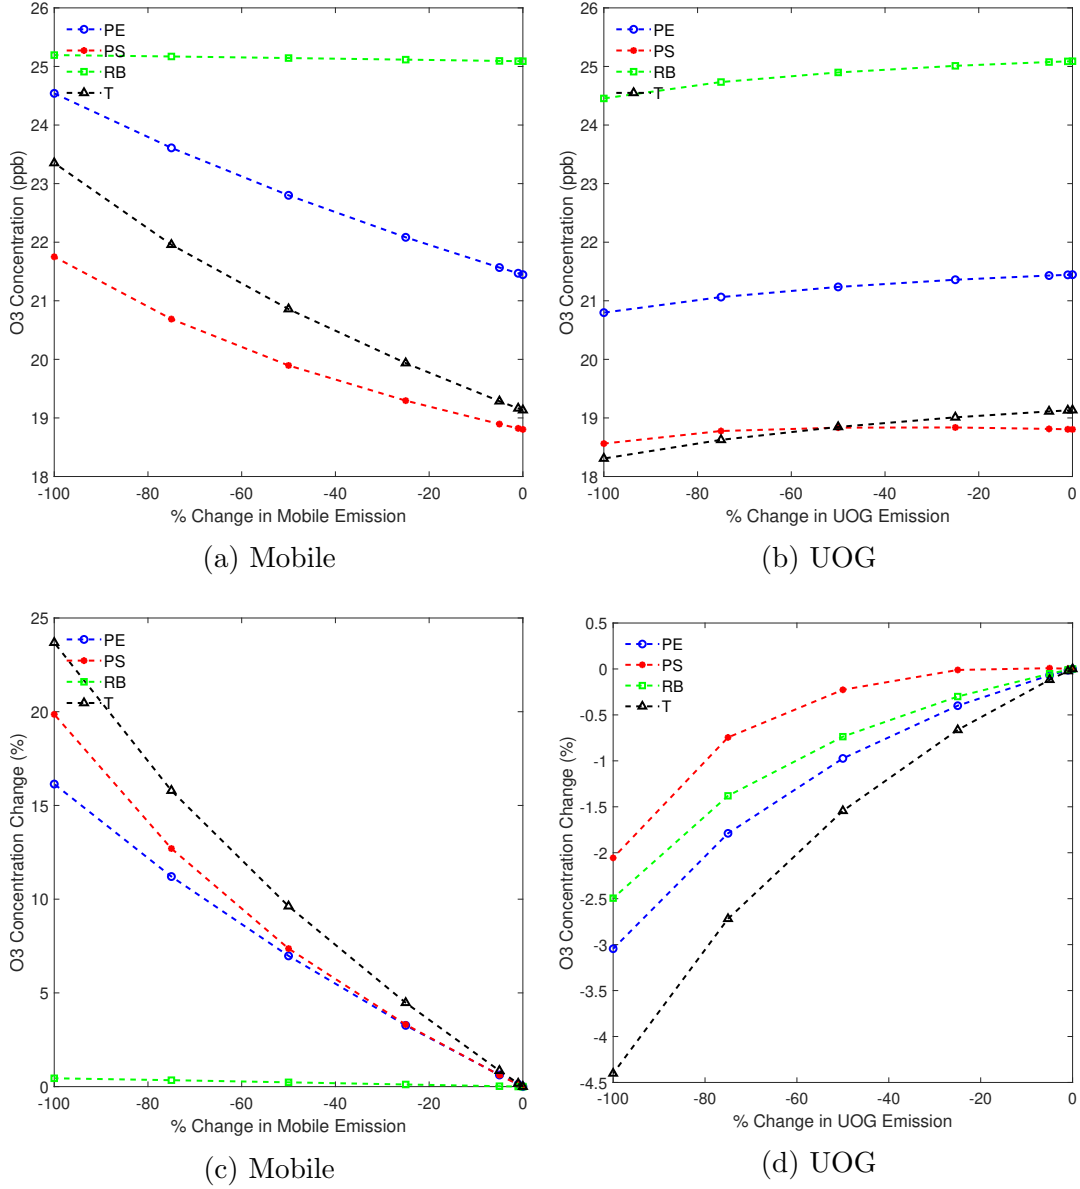 26
25
24
23
22
21
20
19
18
O3 Concentration (ppb)
PE
PS
RB
T
-100
-80
-60
-40
-20
0
% Change in Mobile Emission
(a) Mobile
26
25
24
23
22
21
20
19
18
O3 Concentration (ppb)
PE
PS
RB
T
-100
-80
-60
-40
-20
0
% Change in UOG Emission
(b) UOG
25
20
15
10
5
0
O3 Concentration Change (%)
PE
PS
RB
T
-100
-80
-60
-40
-20
0
% Change in Mobile Emission
(c) Mobile
0.5
0
-0.5
-1
-1.5
-2
-2.5
-3
-3.5
-4
-4.5
O3 Concentration Change (%)
PE
PS
RB
T
-100
-80
-60
-40
-20
0
% Change in UOG Emission
(d) UOG